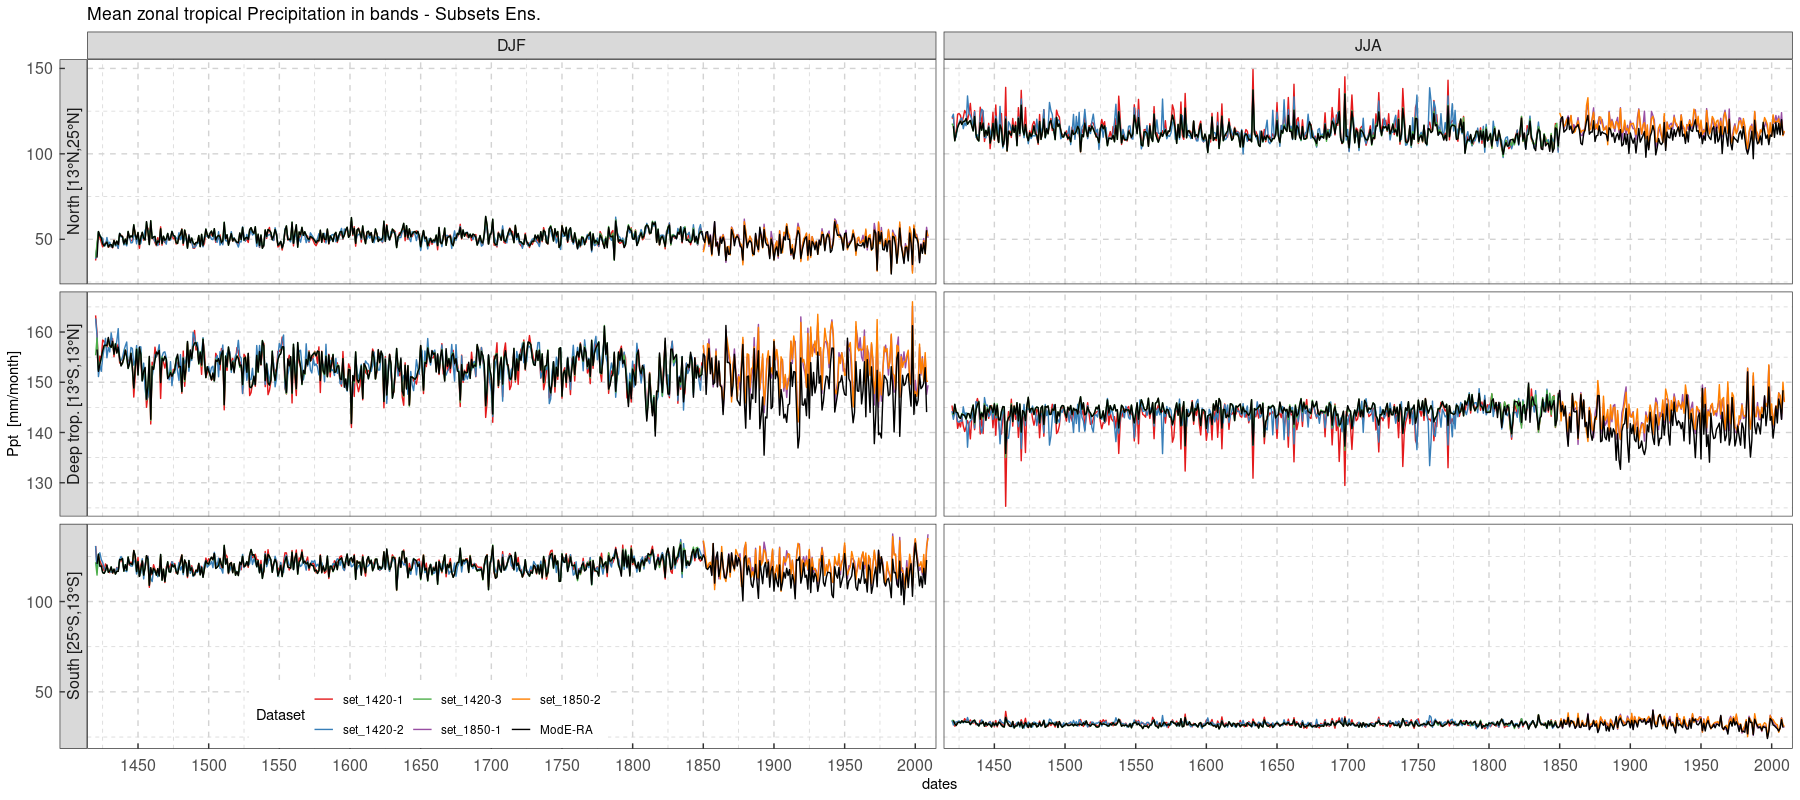 Mean zonal tropical Precipitation in bands - Subsets Ens.
DJF
JJA
150
100
50
North [13°N,25°N]
160
150
140
130
Deep trop. [13°S,13°N]
Ppt [mm/month]
100
50
South [25°S,13°S]
Dataset
set_1420-1
set_1420-3
set_1850-2
set_1420-2
set_1850-1
ModE-RA
1450 1500 1550 1600 1650 1700 1750 1800 1850 1900 1950 2000
1450 1500 1550 1600 1650 1700 1750 1800 1850 1900 1950 2000
dates